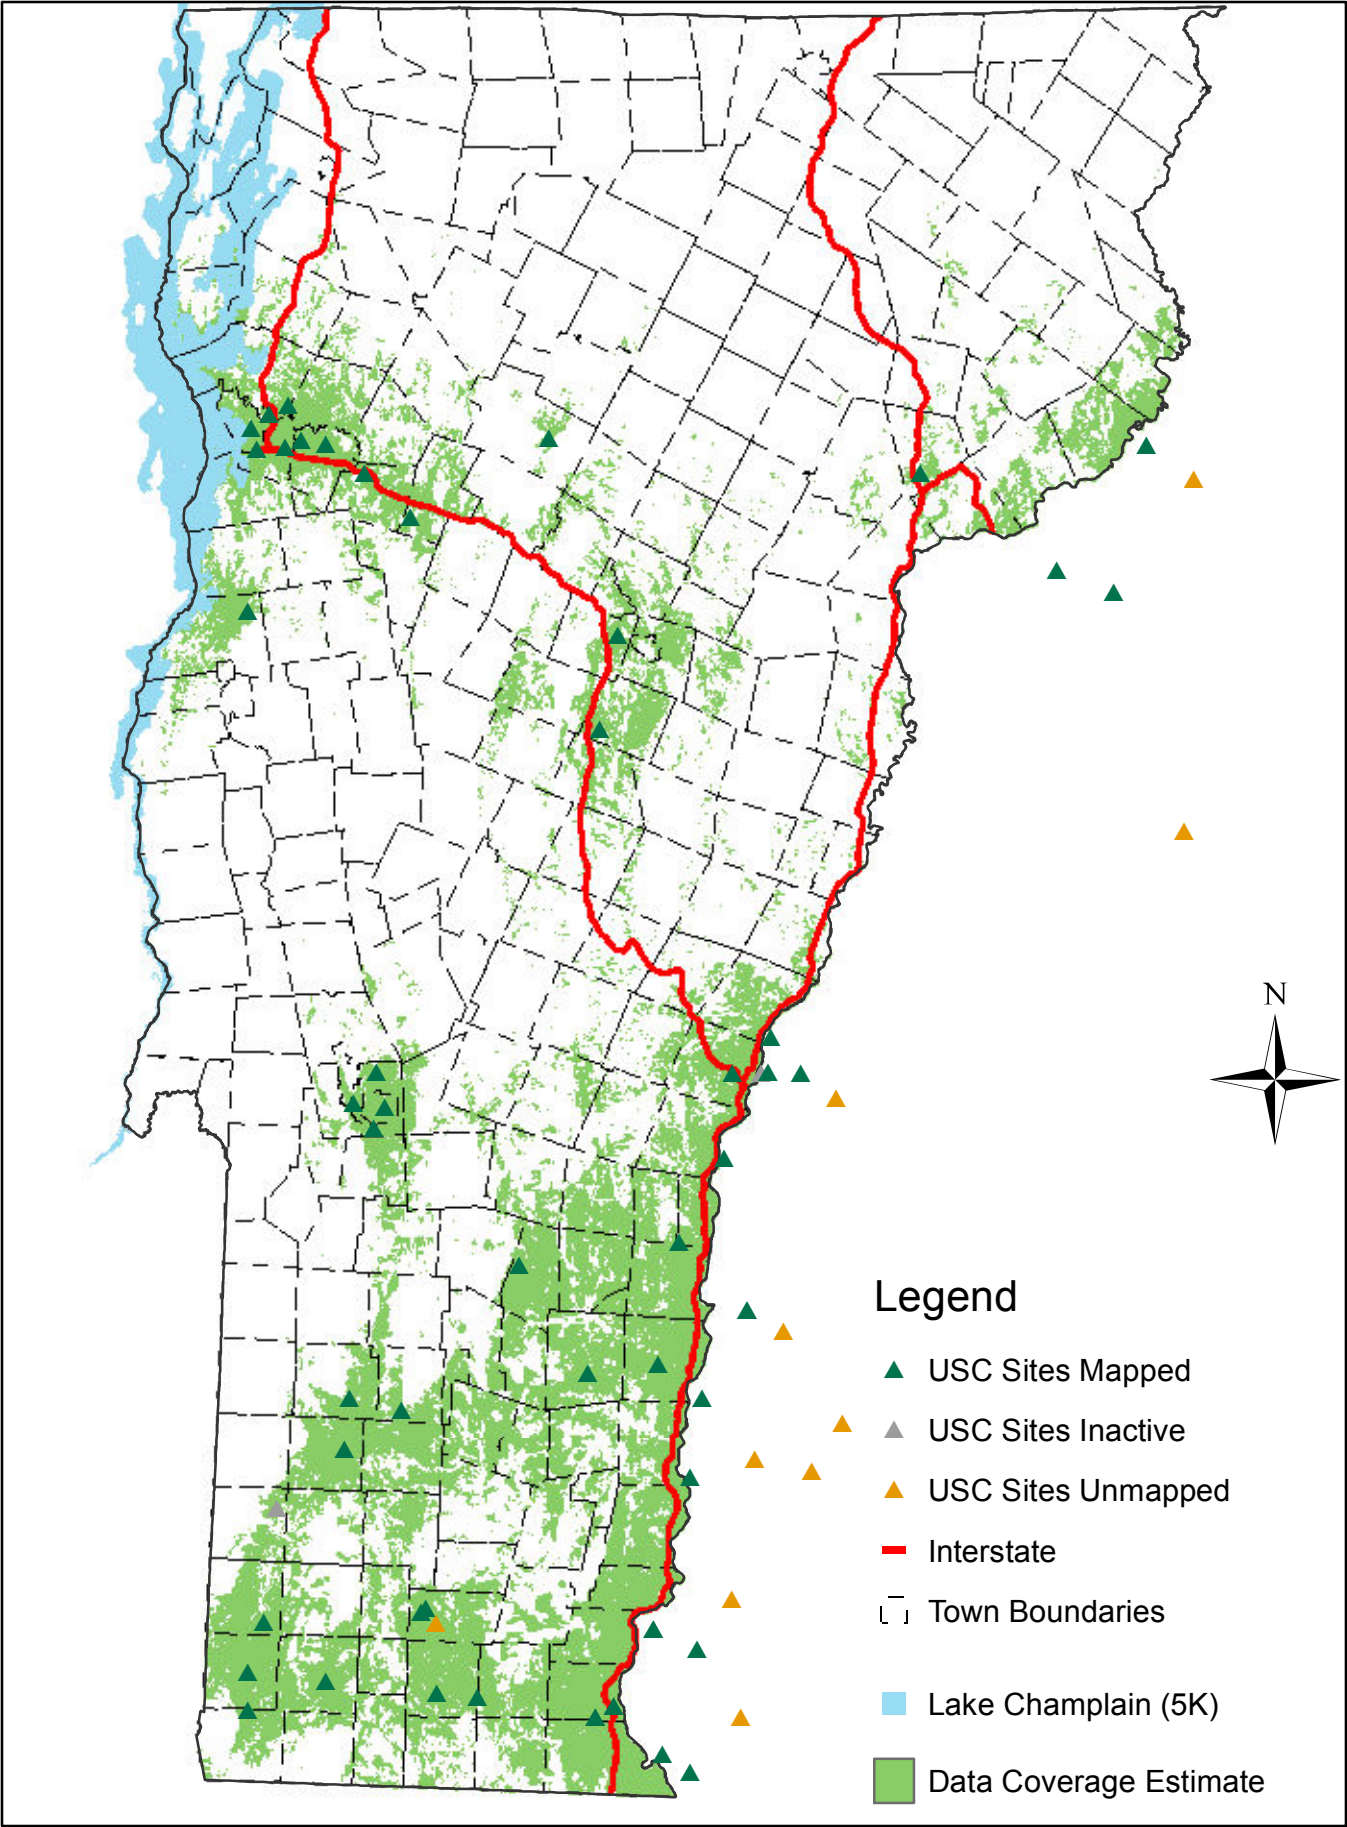 N
Legend
USC Sites Mapped
USC Sites Inactive
USC Sites Unmapped
Interstate
Town Boundaries
Lake Champlain (5K)
Data Coverage Estimate